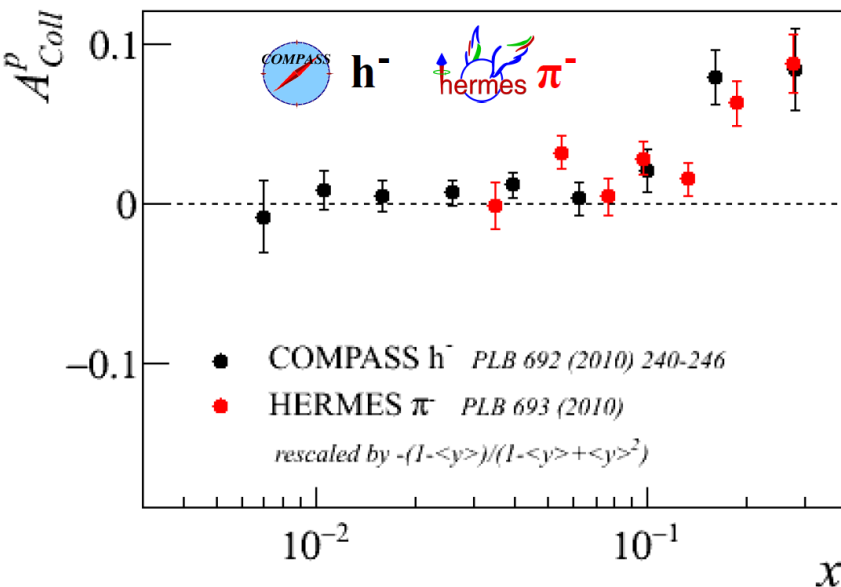 A^p_Coll
0.1
COMPASS h⁻ hermes π⁻
0
−0.1
COMPASS h⁻ PLB 692 (2010) 240-246
HERMES π⁻ PLB 693 (2010)
rescaled by -(1-<y>)/(1-<y>+<y>²)
10⁻² 10⁻¹
x